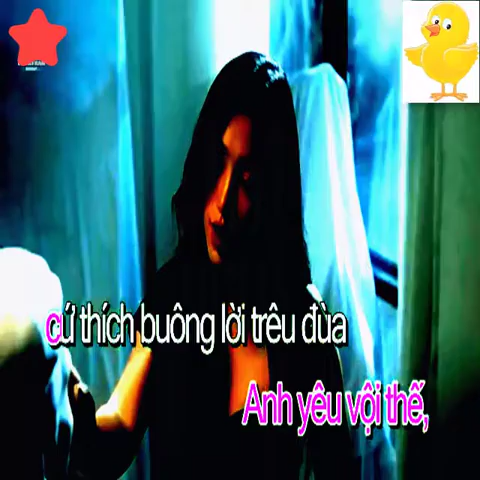 cứ thích buông lời trêu đùa
Anh yêu vội thế,